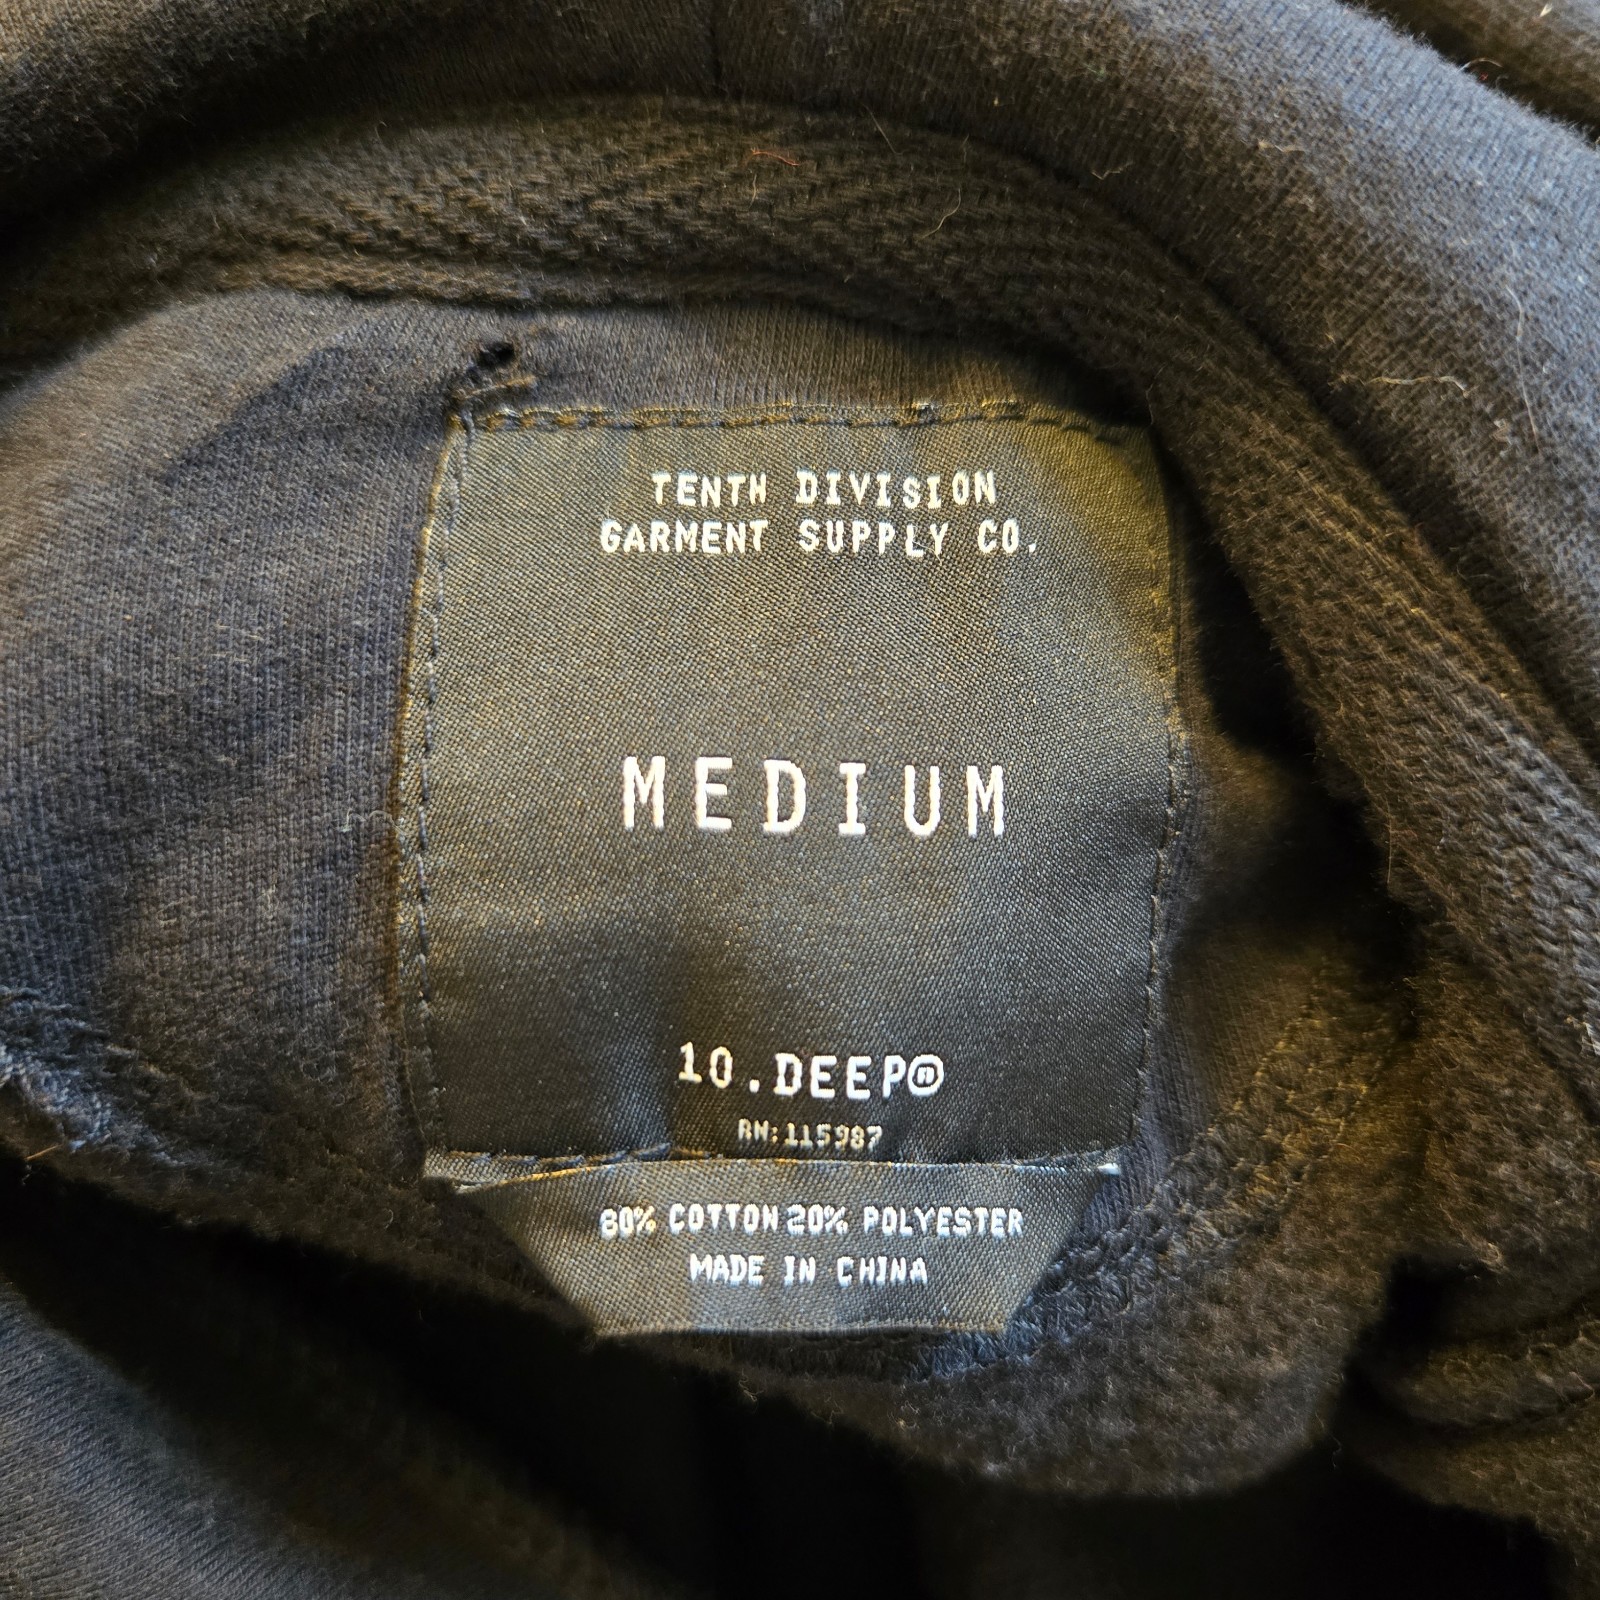 TENTH DIVISION
GARMENT SUPPLY CO.
MEDIUM
10.DEEP®
RN:115987
80% COTTON 20% POLYESTER
MADE IN CHINA